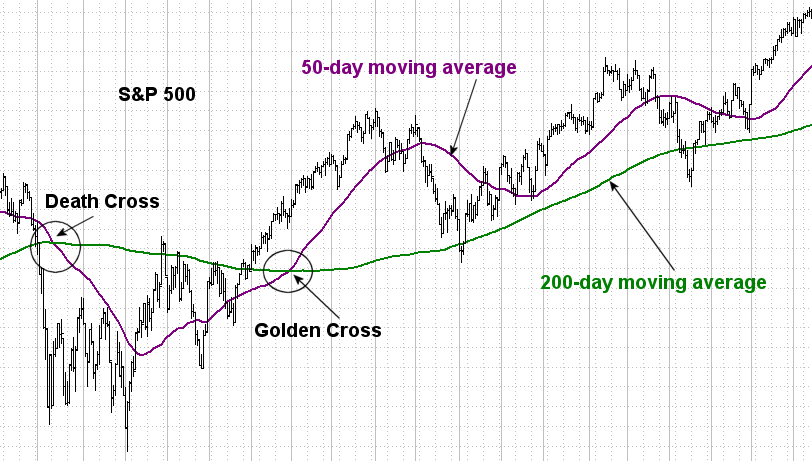 50-day moving average
S&P 500
Death Cross
200-day moving average
Golden Cross